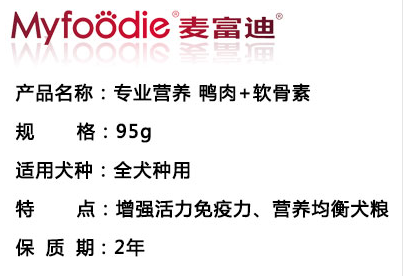 Myfoodie®麦富迪®
产品名称：专业营养 鸭肉+软骨素
规 格：95g
适用犬种：全犬种用
特 点：增强活力免疫力、营养均衡犬粮
保 质 期：2年